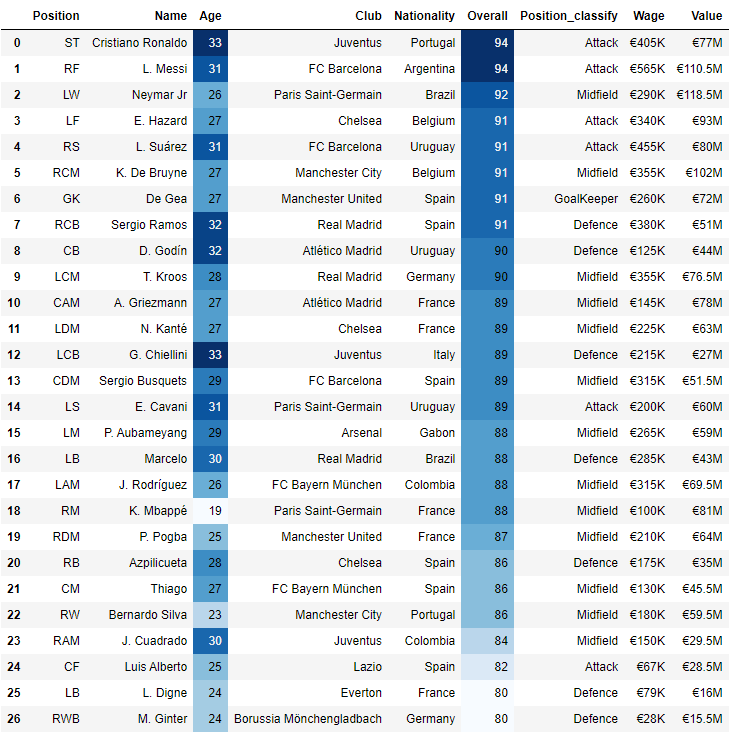 Position Name Age Club Nationality Overall Position_classify Wage Value
0 ST Cristiano Ronaldo 33 Juventus Portugal 94 Attack €405K €77M
1 RF L. Messi 31 FC Barcelona Argentina 94 Attack €565K €110.5M
2 LW Neymar Jr 26 Paris Saint-Germain Brazil 92 Midfield €290K €118.5M
3 LF E. Hazard 27 Chelsea Belgium 91 Attack €340K €93M
4 RS L. Suárez 31 FC Barcelona Uruguay 91 Attack €455K €80M
5 RCM K. De Bruyne 27 Manchester City Belgium 91 Midfield €355K €102M
6 GK De Gea 27 Manchester United Spain 91 GoalKeeper €260K €72M
7 RCB Sergio Ramos 32 Real Madrid Spain 91 Defence €380K €51M
8 CB D. Godín 32 Atlético Madrid Uruguay 90 Defence €125K €44M
9 LCM T. Kroos 28 Real Madrid Germany 90 Midfield €355K €76.5M
10 CAM A. Griezmann 27 Atlético Madrid France 89 Midfield €145K €78M
11 LDM N. Kanté 27 Chelsea France 89 Midfield €225K €63M
12 LCB G. Chiellini 33 Juventus Italy 89 Defence €215K €27M
13 CDM Sergio Busquets 29 FC Barcelona Spain 89 Midfield €315K €51.5M
14 LS E. Cavani 31 Paris Saint-Germain Uruguay 89 Attack €200K €60M
15 LM P. Aubameyang 29 Arsenal Gabon 88 Midfield €265K €59M
16 LB Marcelo 30 Real Madrid Brazil 88 Defence €285K €43M
17 LAM J. Rodríguez 26 FC Bayern München Colombia 88 Midfield €315K €69.5M
18 RM K. Mbappé 19 Paris Saint-Germain France 88 Midfield €100K €81M
19 RDM P. Pogba 25 Manchester United France 87 Midfield €210K €64M
20 RB Azpilicueta 28 Chelsea Spain 86 Defence €175K €35M
21 CM Thiago 27 FC Bayern München Spain 86 Midfield €130K €45.5M
22 RW Bernardo Silva 23 Manchester City Portugal 86 Midfield €180K €59.5M
23 RAM J. Cuadrado 30 Juventus Colombia 84 Midfield €150K €29.5M
24 CF Luis Alberto 25 Lazio Spain 82 Attack €67K €28.5M
25 LB L. Digne 24 Everton France 80 Defence €79K €16M
26 RWB M. Ginter 24 Borussia Mönchengladbach Germany 80 Defence €28K €15.5M